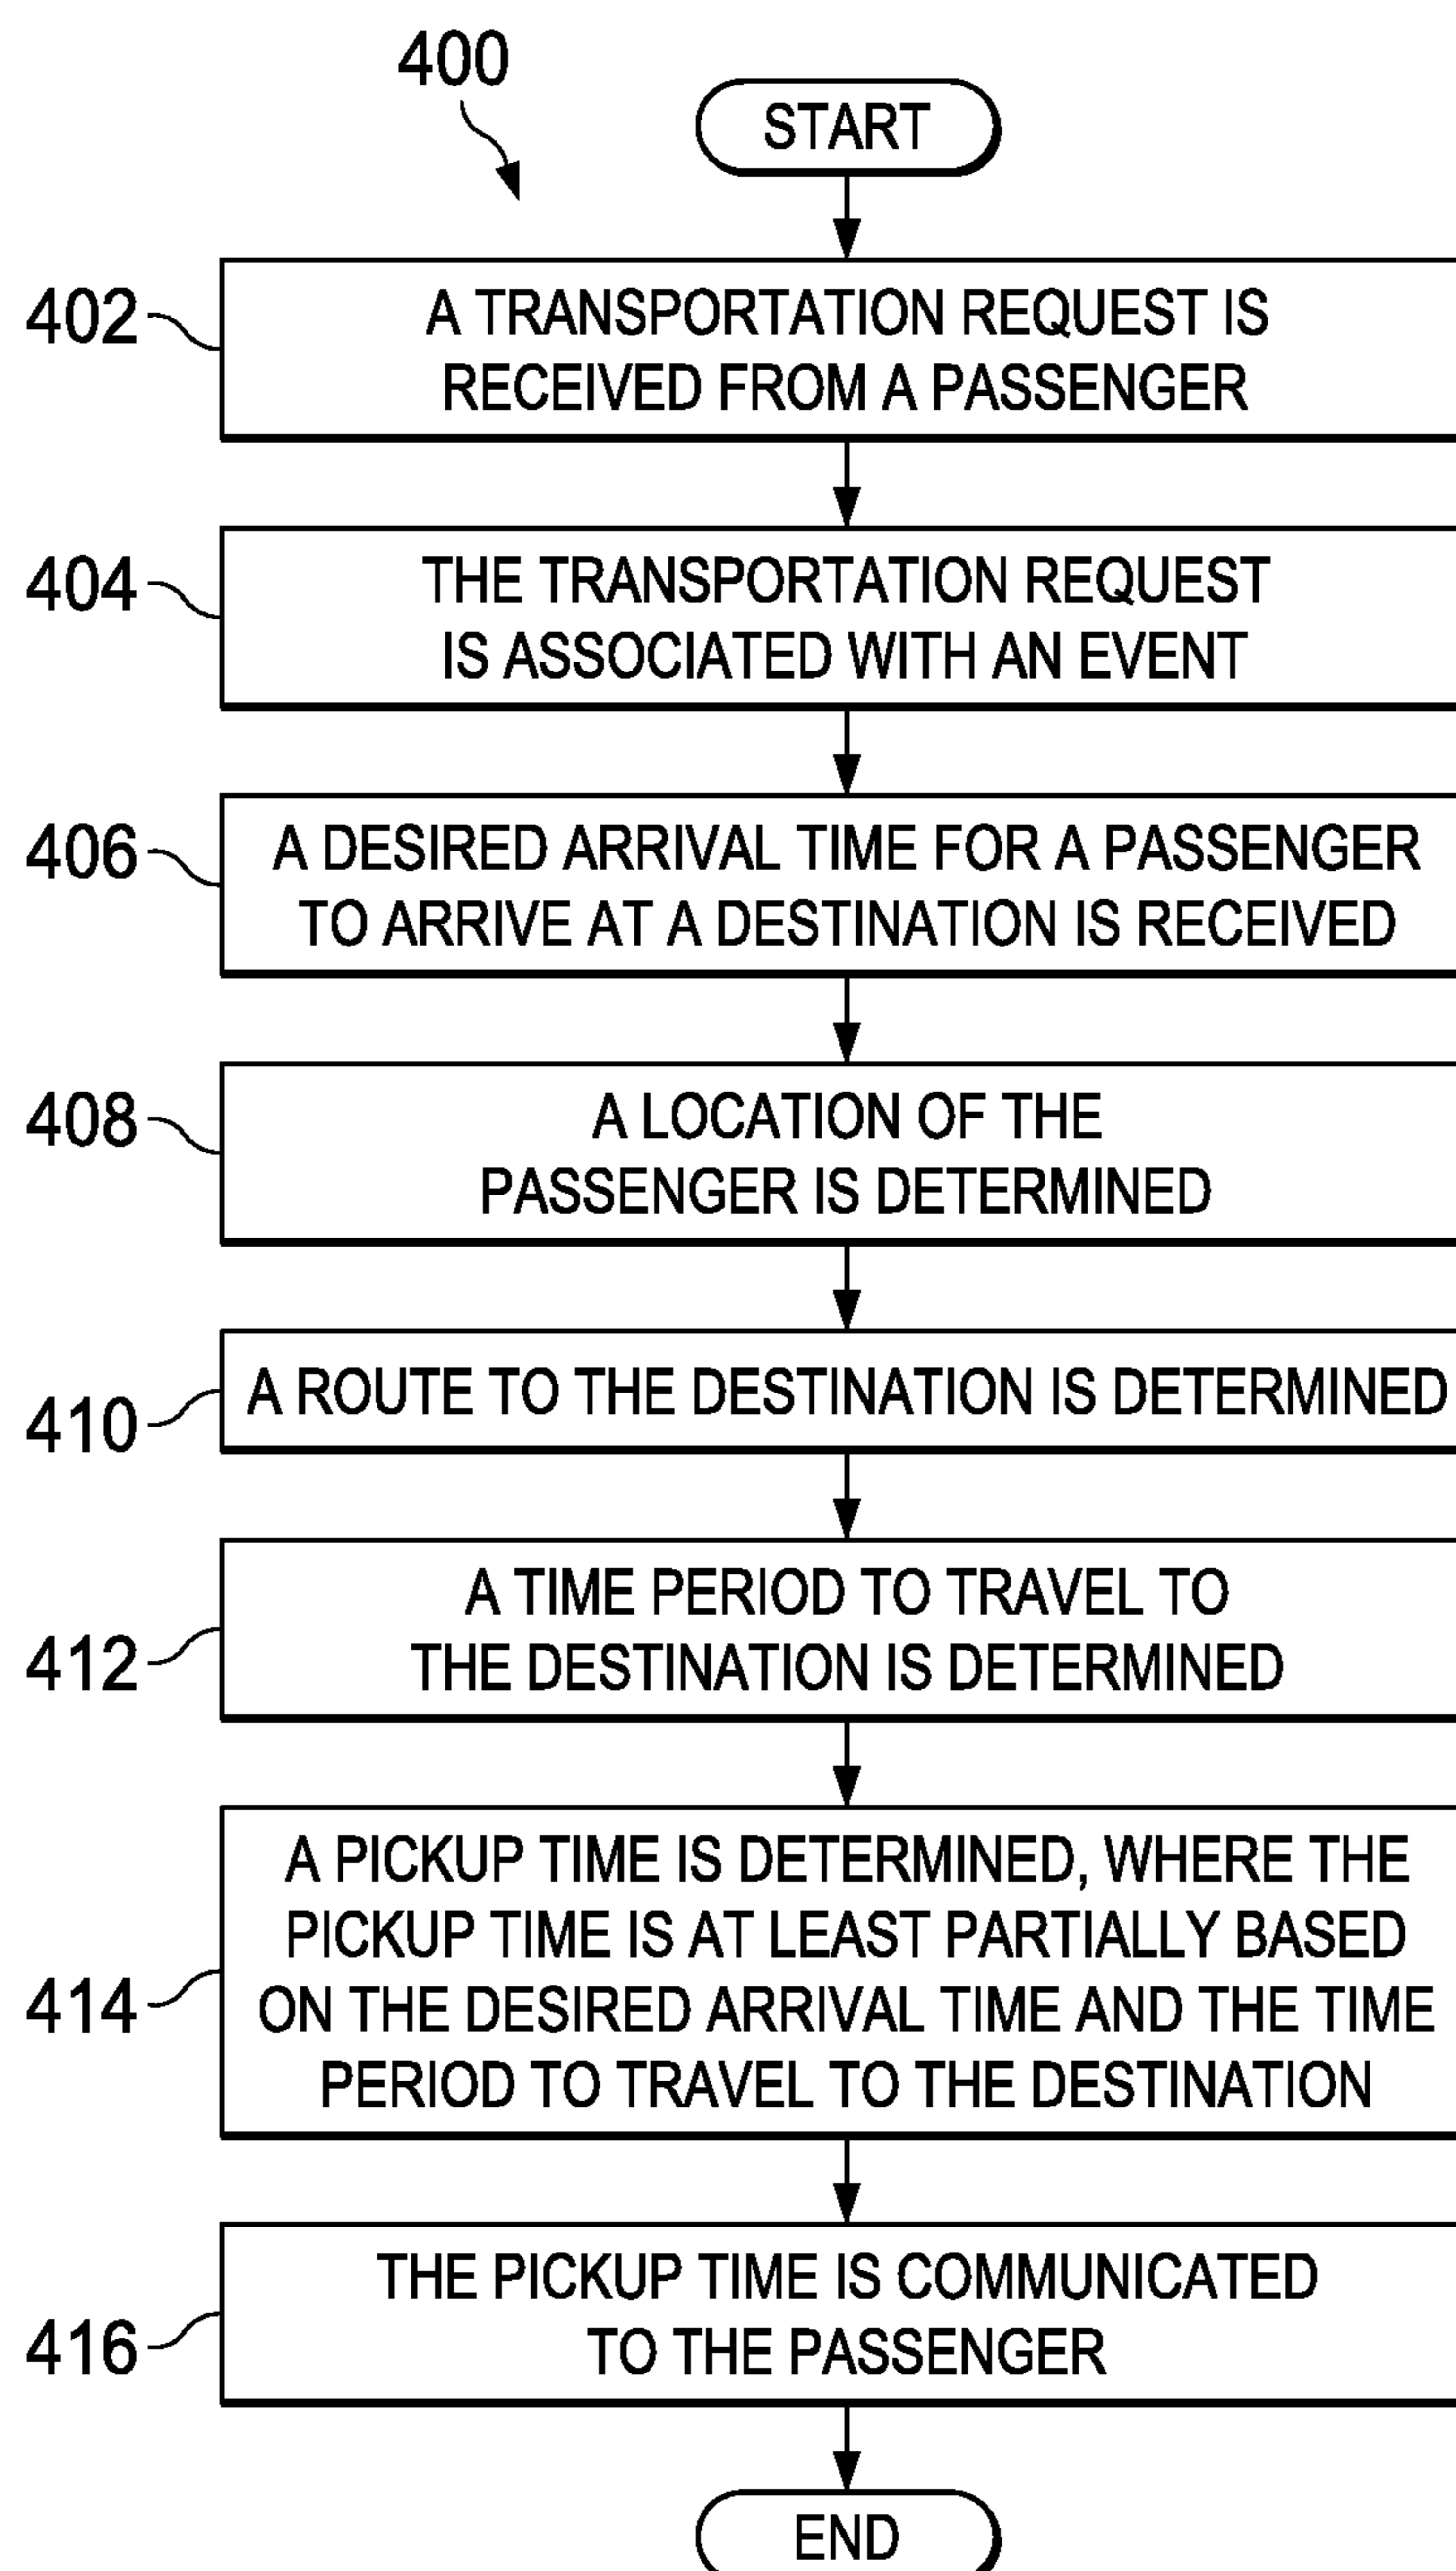 400
START
402
A TRANSPORTATION REQUEST IS
RECEIVED FROM A PASSENGER
404
THE TRANSPORTATION REQUEST
IS ASSOCIATED WITH AN EVENT
406
A DESIRED ARRIVAL TIME FOR A PASSENGER
TO ARRIVE AT A DESTINATION IS RECEIVED
408
A LOCATION OF THE
PASSENGER IS DETERMINED
410
A ROUTE TO THE DESTINATION IS DETERMINED
412
A TIME PERIOD TO TRAVEL TO
THE DESTINATION IS DETERMINED
414
A PICKUP TIME IS DETERMINED, WHERE THE
PICKUP TIME IS AT LEAST PARTIALLY BASED
ON THE DESIRED ARRIVAL TIME AND THE TIME
PERIOD TO TRAVEL TO THE DESTINATION
416
THE PICKUP TIME IS COMMUNICATED
TO THE PASSENGER
END